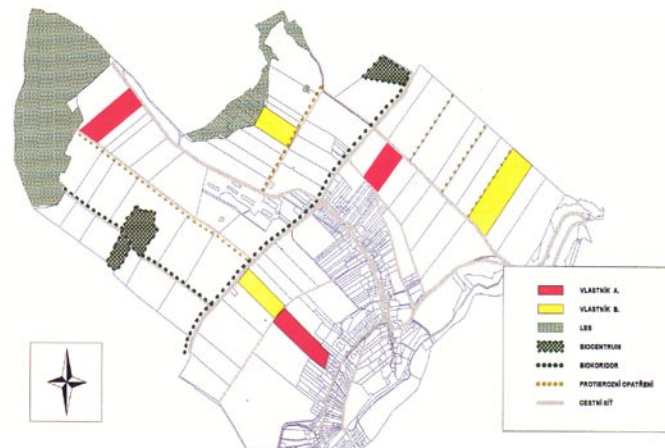 VLASTNÍK A.
VLASTNÍK B.
LES
BIOCENTRUM
BIOKORIDOR
PROTIEROZNÍ OPATŘENÍ
CESTNÍ SÍŤ